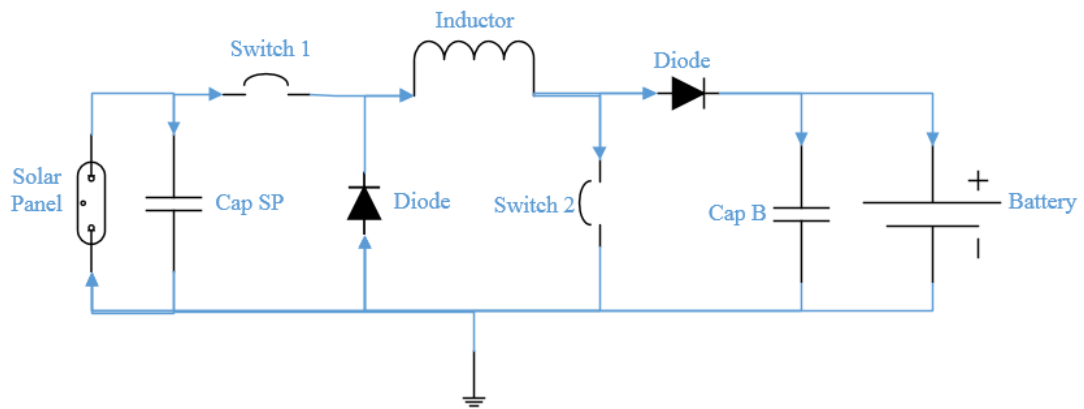 Inductor
Switch 1
Diode
Solar
Panel
Cap SP
Diode
Switch 2
Cap B
+
Battery